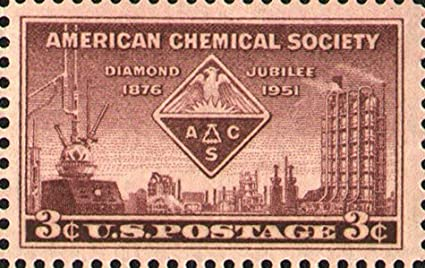 AMERICAN CHEMICAL SOCIETY
DIAMOND JUBILEE
1876 1951
A C
S
3¢ U.S. POSTAGE 3¢